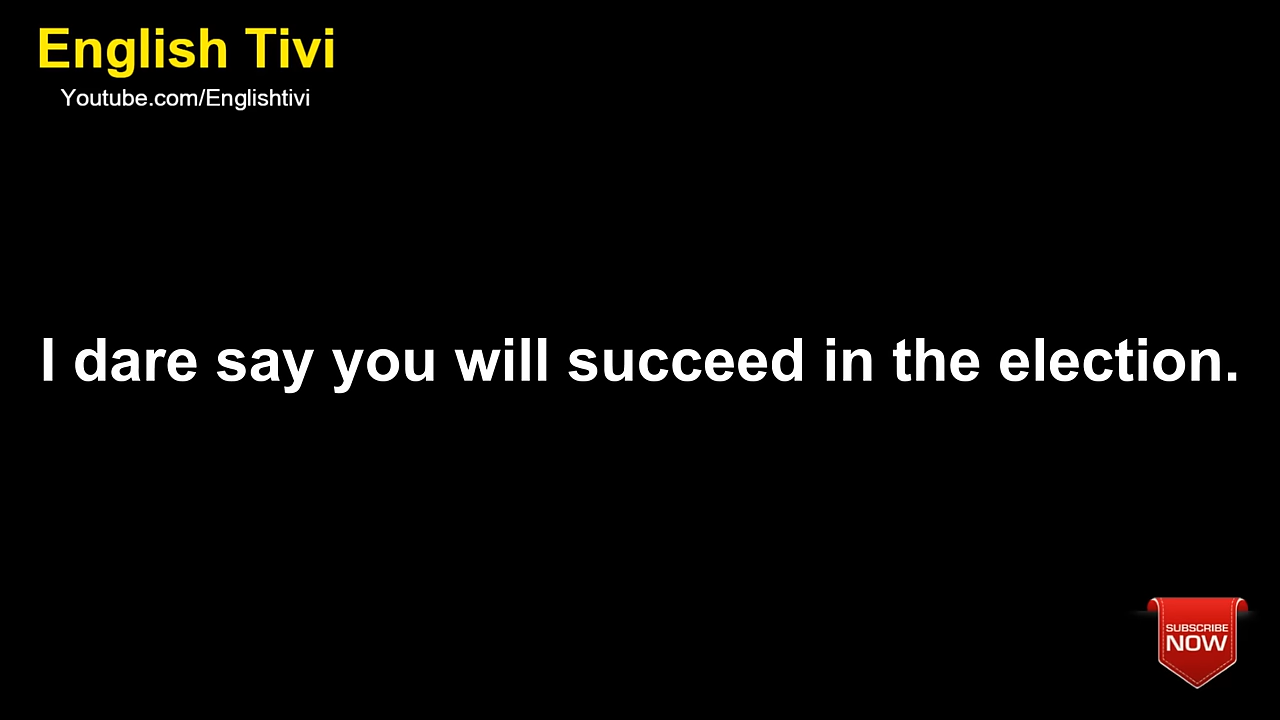 English Tivi
Youtube.com/Englishtivi
I dare say you will succeed in the election.
SUBSCRIBE
NOW